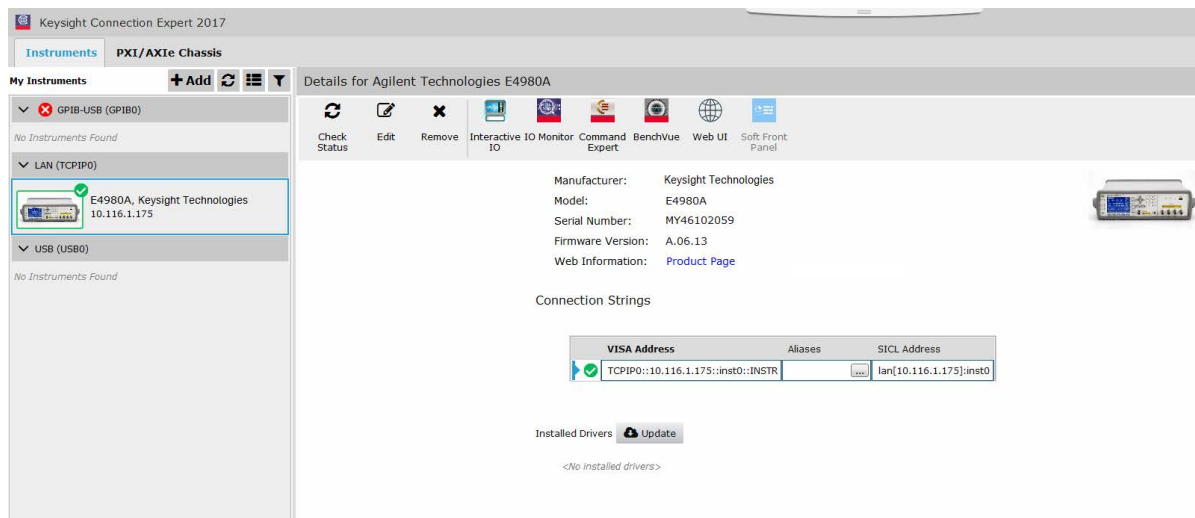 Keysight Connection Expert 2017
Instruments PXI/AXIe Chassis
My Instruments Add
GPIB-USB (GPIB0)
No Instruments Found
LAN (TCPIP0)
E4980A, Keysight Technologies
10.116.1.175
USB (USB0)
No Instruments Found
Details for Agilent Technologies E4980A
Check Status
Edit
Remove
Interactive IO
IO Monitor
Command Expert
BenchVue
Web UI
Soft Front Panel
Manufacturer: Keysight Technologies
Model: E4980A
Serial Number: MY46102059
Firmware Version: A.06.13
Web Information: Product Page
Connection Strings
VISA Address Aliases SICL Address
TCPIP0::10.116.1.175::inst0::INSTR ... lan[10.116.1.175]:inst0
Installed Drivers Update
<No installed drivers>